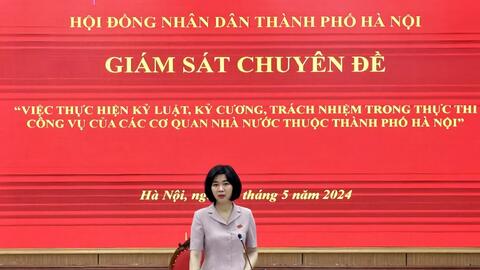 HỘI ĐỒNG NHÂN DÂN THÀNH PHỐ HÀ NỘI
GIÁM SÁT CHUYÊN ĐỀ
“VIỆC THỰC HIỆN KỶ LUẬT, KỶ CƯƠNG, TRÁCH NHIỆM TRONG THỰC THI
CÔNG VỤ CỦA CÁC CƠ QUAN NHÀ NƯỚC THUỘC THÀNH PHỐ HÀ NỘI”
Hà Nội, tháng 5 năm 2024